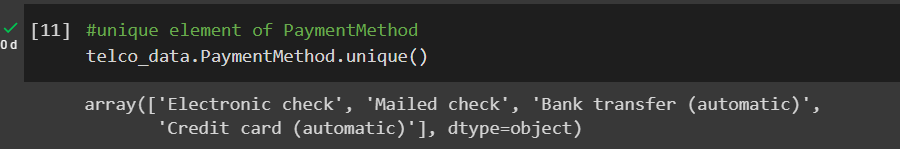 [11] #unique element of PaymentMethod
0 d
telco_data.PaymentMethod.unique()
array(['Electronic check', 'Mailed check', 'Bank transfer (automatic)',
'Credit card (automatic)'], dtype=object)